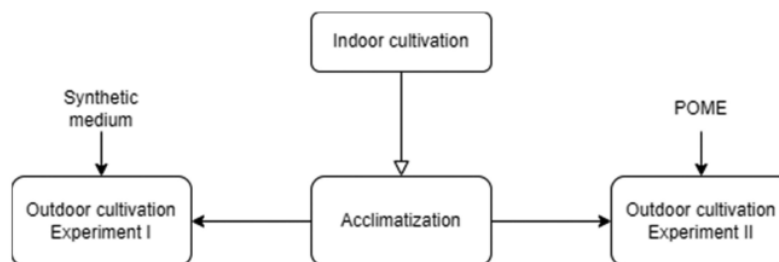 Indoor cultivation
Synthetic
medium
POME
Outdoor cultivation
Experiment I
Acclimatization
Outdoor cultivation
Experiment II